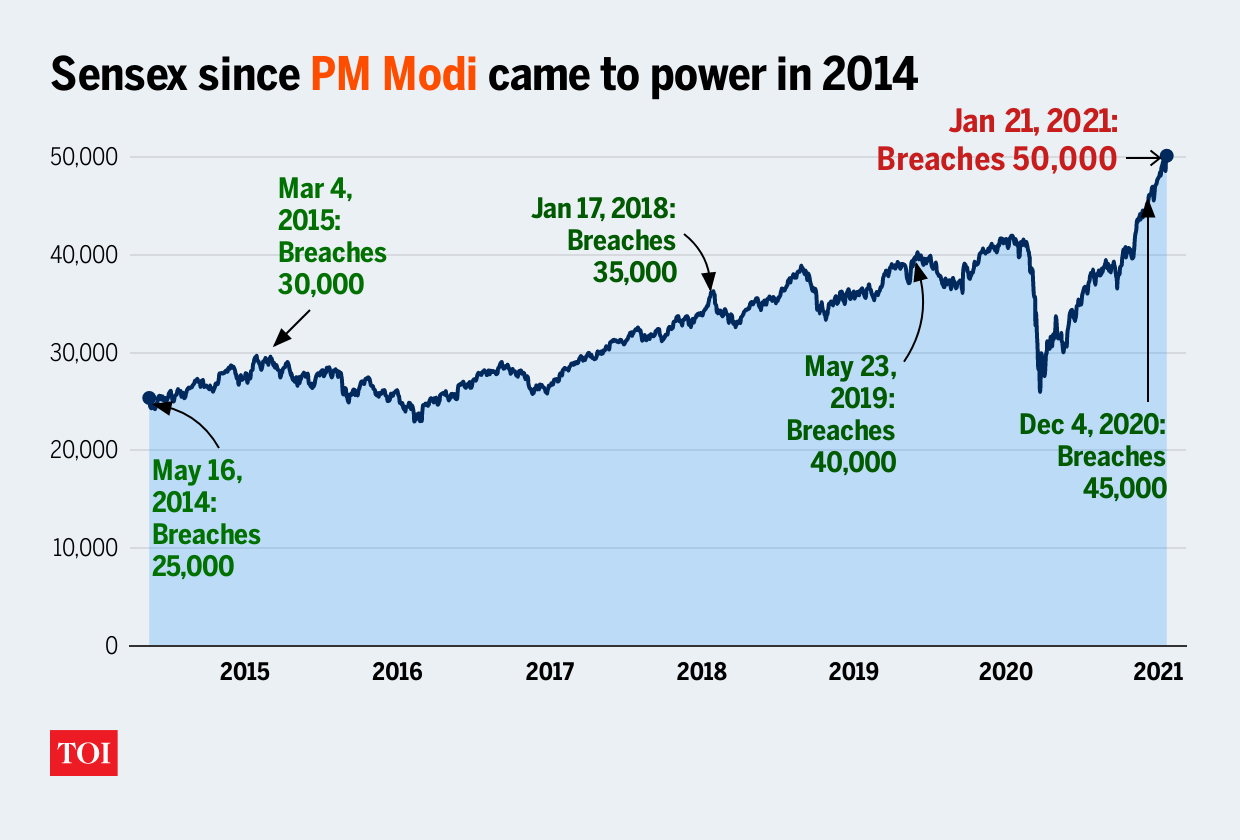 Sensex since PM Modi came to power in 2014
Jan 21, 2021:
Breaches 50,000
50,000
Mar 4,
2015:
Breaches
30,000
Jan 17, 2018:
Breaches
35,000
40,000
30,000
May 23,
2019:
Breaches
40,000
Dec 4, 2020:
Breaches
45,000
20,000
May 16,
2014:
Breaches
25,000
10,000
0
2015 2016 2017 2018 2019 2020 2021
TOI